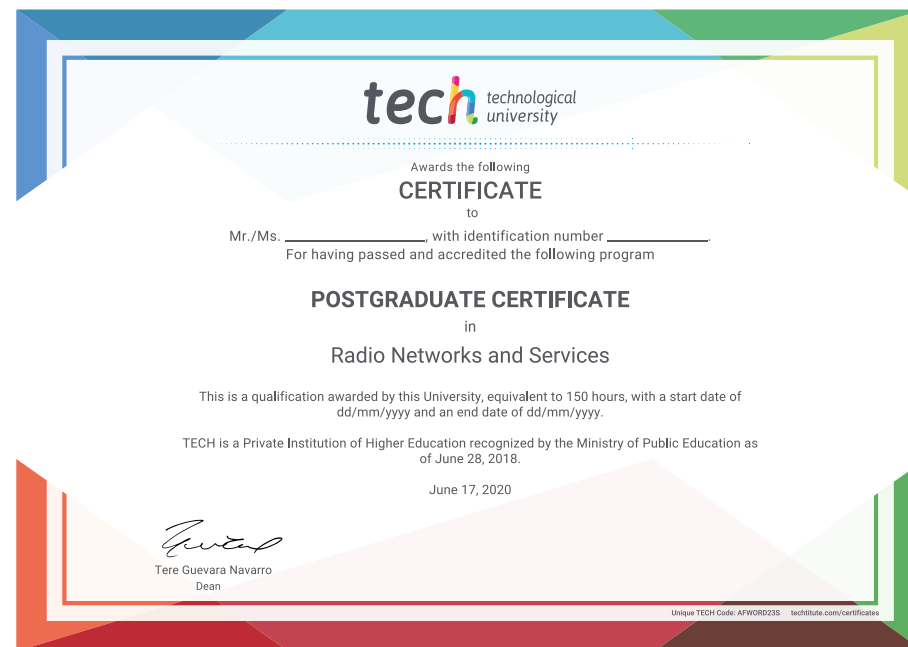 tech technological
university
Awards the following
CERTIFICATE
to
Mr./Ms. ____________, with identification number ____________.
For having passed and accredited the following program
POSTGRADUATE CERTIFICATE
in
Radio Networks and Services
This is a qualification awarded by this University, equivalent to 150 hours, with a start date of
dd/mm/yyyy and an end date of dd/mm/yyyy.
TECH is a Private Institution of Higher Education recognized by the Ministry of Public Education as
of June 28, 2018.
June 17, 2020
Tere Guevara Navarro
Dean
Unique TECH Code: AFWORD23S techtitute.com/certificates